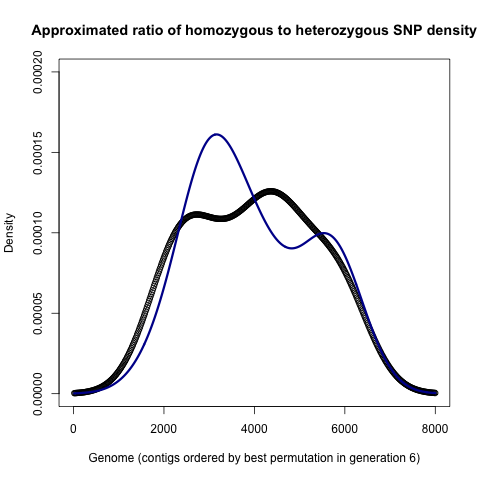 Approximated ratio of homozygous to heterozygous SNP density
0.00020
0.00015
0.00010
0.00005
0.00000
Density
0 2000 4000 6000 8000
Genome (contigs ordered by best permutation in generation 6)